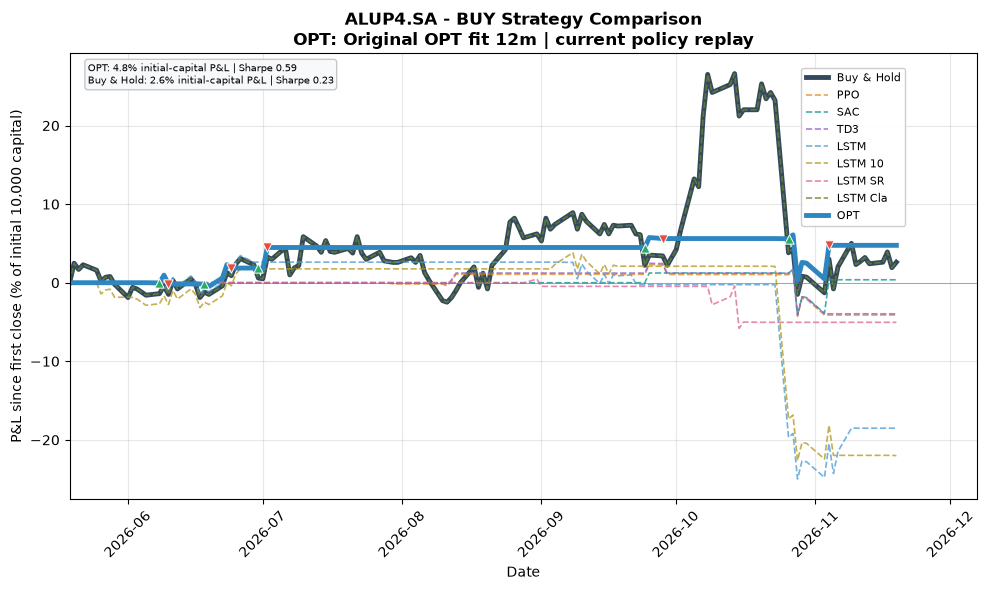 ALUP4.SA - BUY Strategy Comparison
OPT: Original OPT fit 12m | current policy replay
OPT: 4.8% initial-capital P&L | Sharpe 0.59
Buy & Hold: 2.6% initial-capital P&L | Sharpe 0.23
Buy & Hold
PPO
SAC
TD3
LSTM
LSTM 10
LSTM SR
LSTM Cla
OPT
P&L since first close (% of initial 10,000 capital)
20
10
0
−10
−20
2026-06
2026-07
2026-08
2026-09
2026-10
2026-11
2026-12
Date